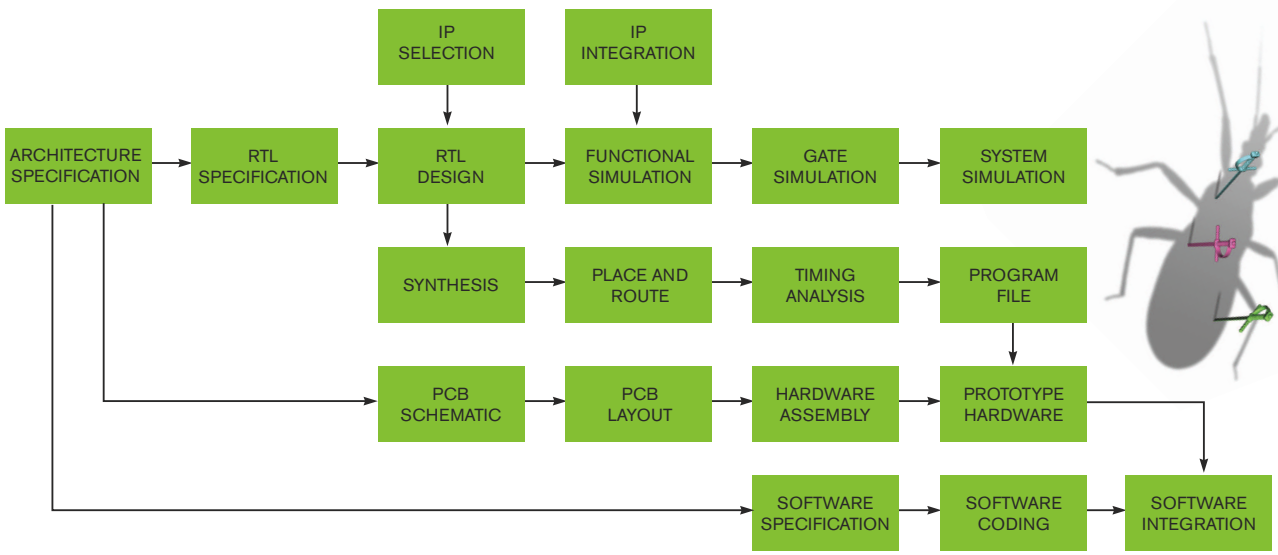 IP
SELECTION
IP
INTEGRATION
ARCHITECTURE
SPECIFICATION
RTL
SPECIFICATION
RTL
DESIGN
FUNCTIONAL
SIMULATION
GATE
SIMULATION
SYSTEM
SIMULATION
SYNTHESIS
PLACE AND
ROUTE
TIMING
ANALYSIS
PROGRAM
FILE
PCB
SCHEMATIC
PCB
LAYOUT
HARDWARE
ASSEMBLY
PROTOTYPE
HARDWARE
SOFTWARE
SPECIFICATION
SOFTWARE
CODING
SOFTWARE
INTEGRATION